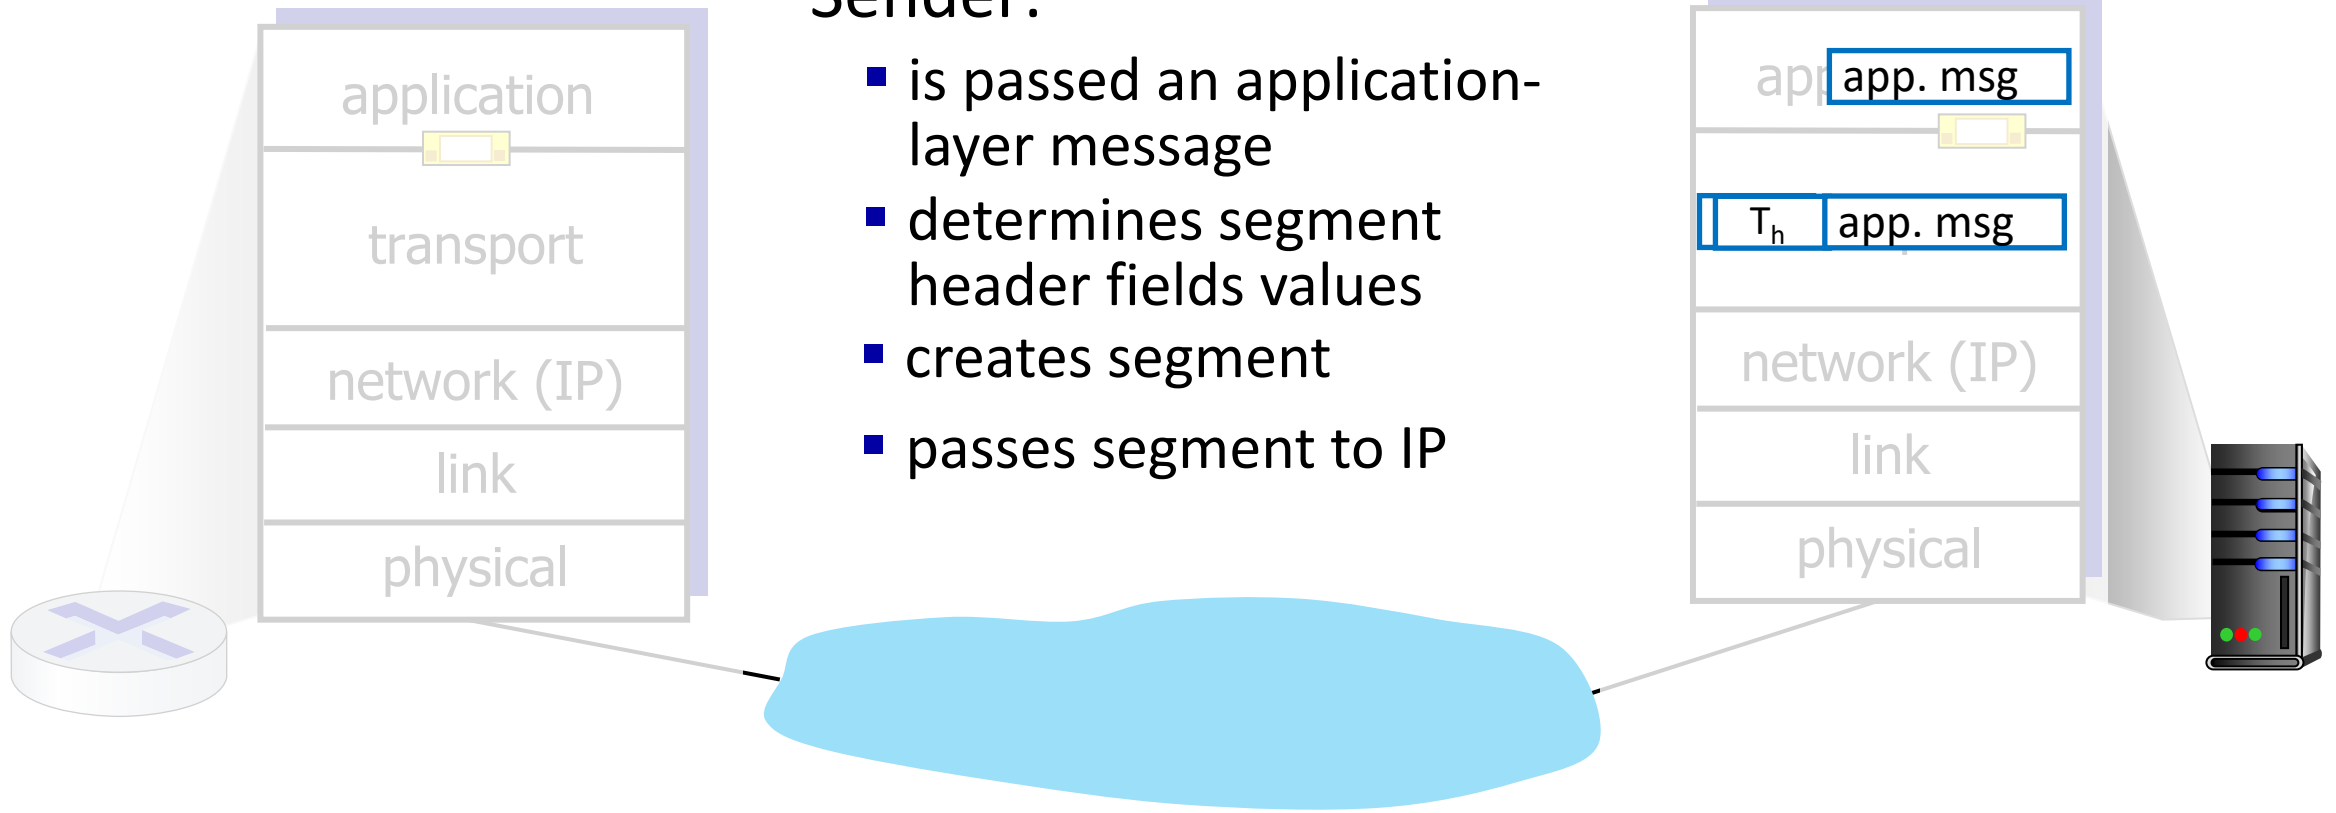 application
transport
network (IP)
link
physical
Sender:
▪ is passed an application-
layer message
▪ determines segment
header fields values
▪ creates segment
▪ passes segment to IP
app. msg
Th app. msg
network (IP)
link
physical